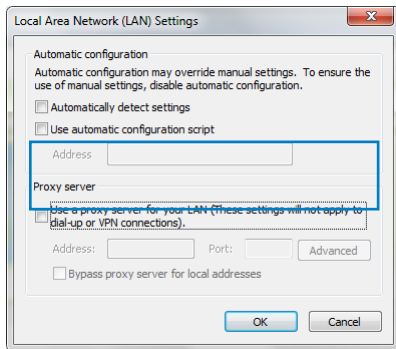 Local Area Network (LAN) Settings
Automatic configuration
Automatic configuration may override manual settings. To ensure the
use of manual settings, disable automatic configuration.
Automatically detect settings
Use automatic configuration script
Address
Proxy server
Use a proxy server for your LAN (These settings will not apply to
dial-up or VPN connections).
Address:
Port:
Advanced
Bypass proxy server for local addresses
OK
Cancel